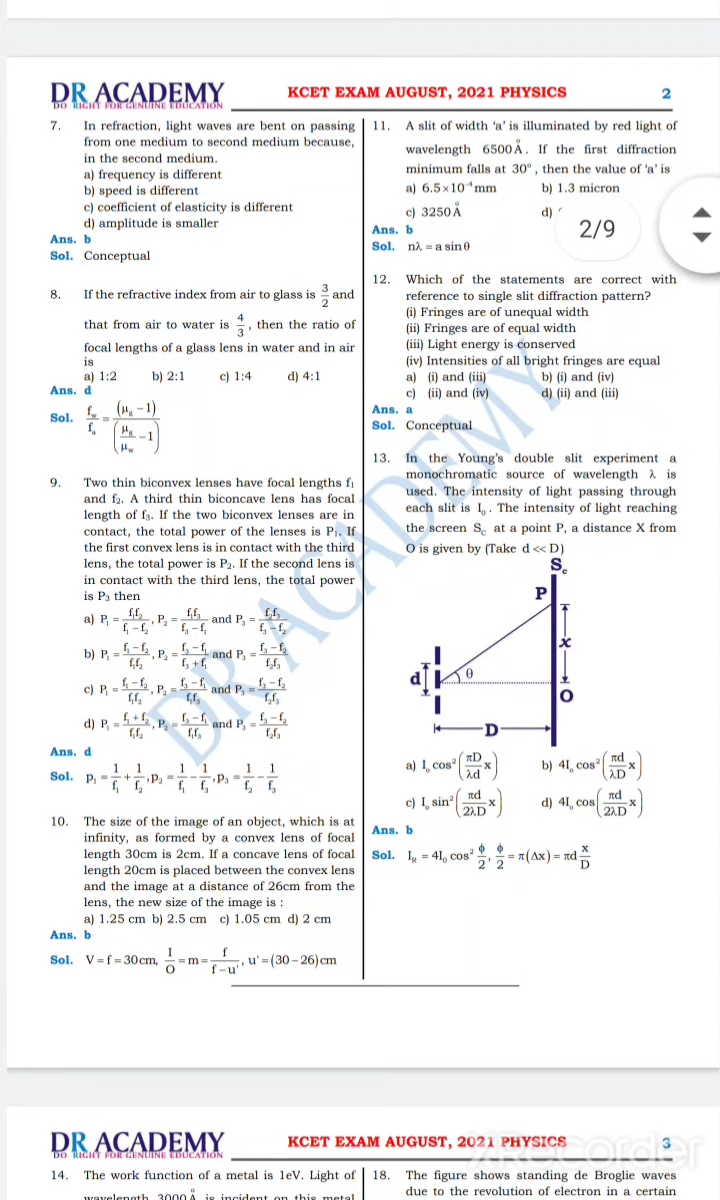 DR ACADEMY
DO RIGHT FOR GENUINE EDUCATION
KCET EXAM AUGUST, 2021 PHYSICS
2
7. In refraction, light waves are bent on passing
from one medium to second medium because,
in the second medium.
a) frequency is different
b) speed is different
c) coefficient of elasticity is different
d) amplitude is smaller
Ans. b
Sol. Conceptual
8. If the refractive index from air to glass is 3/2 and
that from air to water is 4/3, then the ratio of
focal lengths of a glass lens in water and in air
is
a) 1:2 b) 2:1 c) 1:4 d) 4:1
Ans. d
Sol. f_w/f_a = (μ_g − 1)/(μ_g/μ_w − 1)
9. Two thin biconvex lenses have focal lengths f₁
and f₂. A third thin biconcave lens has focal
length of f₃. If the two biconvex lenses are in
contact, the total power of the lenses is P₁. If
the first convex lens is in contact with the third
lens, the total power is P₂. If the second lens is
in contact with the third lens, the total power
is P₃ then
a) P₁ = f₁f₂/(f₁ − f₂), P₂ = f₁f₃/(f₃ − f₁) and P₃ = f₂f₃/(f₃ − f₂)
b) P₁ = (f₁ − f₂)/f₁f₂, P₂ = (f₃ − f₁)/(f₃ + f₁) and P₃ = (f₃ − f₂)/f₂f₃
c) P₁ = (f₁ − f₂)/f₁f₂, P₂ = (f₃ − f₁)/f₁f₃ and P₃ = (f₃ − f₂)/f₂f₃
d) P₁ = (f₁ + f₂)/f₁f₂, P₂ = (f₃ − f₁)/f₁f₃ and P₃ = (f₃ − f₂)/f₂f₃
Ans. d
Sol. P₁ = 1/f₁ + 1/f₂, P₂ = 1/f₁ − 1/f₃, P₃ = 1/f₂ − 1/f₃
10. The size of the image of an object, which is at
infinity, as formed by a convex lens of focal
length 30cm is 2cm. If a concave lens of focal
length 20cm is placed between the convex lens
and the image at a distance of 26cm from the
lens, the new size of the image is :
a) 1.25 cm b) 2.5 cm c) 1.05 cm d) 2 cm
Ans. b
Sol. V = f = 30cm, I/O = m = f/(f − u'), u' = (30 − 26)cm
11. A slit of width 'a' is illuminated by red light of
wavelength 6500Å. If the first diffraction
minimum falls at 30°, then the value of 'a' is
a) 6.5×10⁻⁴mm b) 1.3 micron
c) 3250Å d)
2/9
Ans. b
Sol. nλ = a sin θ
12. Which of the statements are correct with
reference to single slit diffraction pattern?
(i) Fringes are of unequal width
(ii) Fringes are of equal width
(iii) Light energy is conserved
(iv) Intensities of all bright fringes are equal
a) (i) and (iii) b) (i) and (iv)
c) (ii) and (iv) d) (ii) and (iii)
Ans. a
Sol. Conceptual
13. In the Young's double slit experiment a
monochromatic source of wavelength λ is
used. The intensity of light passing through
each slit is I₀. The intensity of light reaching
the screen S_c at a point P, a distance X from
O is given by (Take d << D)
S_c
P
x
d
θ
O
D
a) I₀ cos²(πD/λd x) b) 4I₀ cos²(πd/λD x)
c) I₀ sin²(πd/2λD x) d) 4I₀ cos(πd/2λD x)
Ans. b
Sol. I_R = 4I₀ cos² ϕ/2, ϕ/2 = π(Δx) = πd x/D
DR ACADEMY
DR ACADEMY
DO RIGHT FOR GENUINE EDUCATION
KCET EXAM AUGUST, 2021 PHYSICS
3
XRecorder
14. The work function of a metal is 1eV. Light of
wavelength 3000Å is incident on this metal
18. The figure shows standing de Broglie waves
due to the revolution of electron in a certain